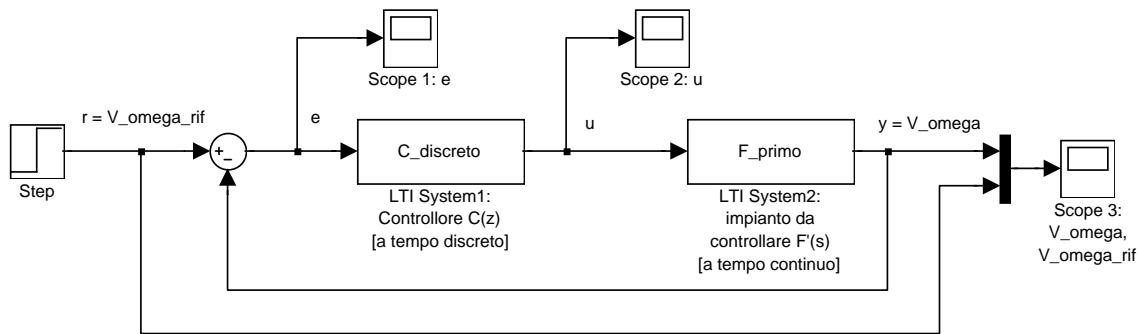 Scope 1: e
Scope 2: u
r = V_omega_rif
e
u
y = V_omega
+
−
C_discreto
F_primo
Step
LTI System1:
Controllore C(z)
[a tempo discreto]
LTI System2:
impianto da
controllare F'(s)
[a tempo continuo]
Scope 3:
V_omega,
V_omega_rif